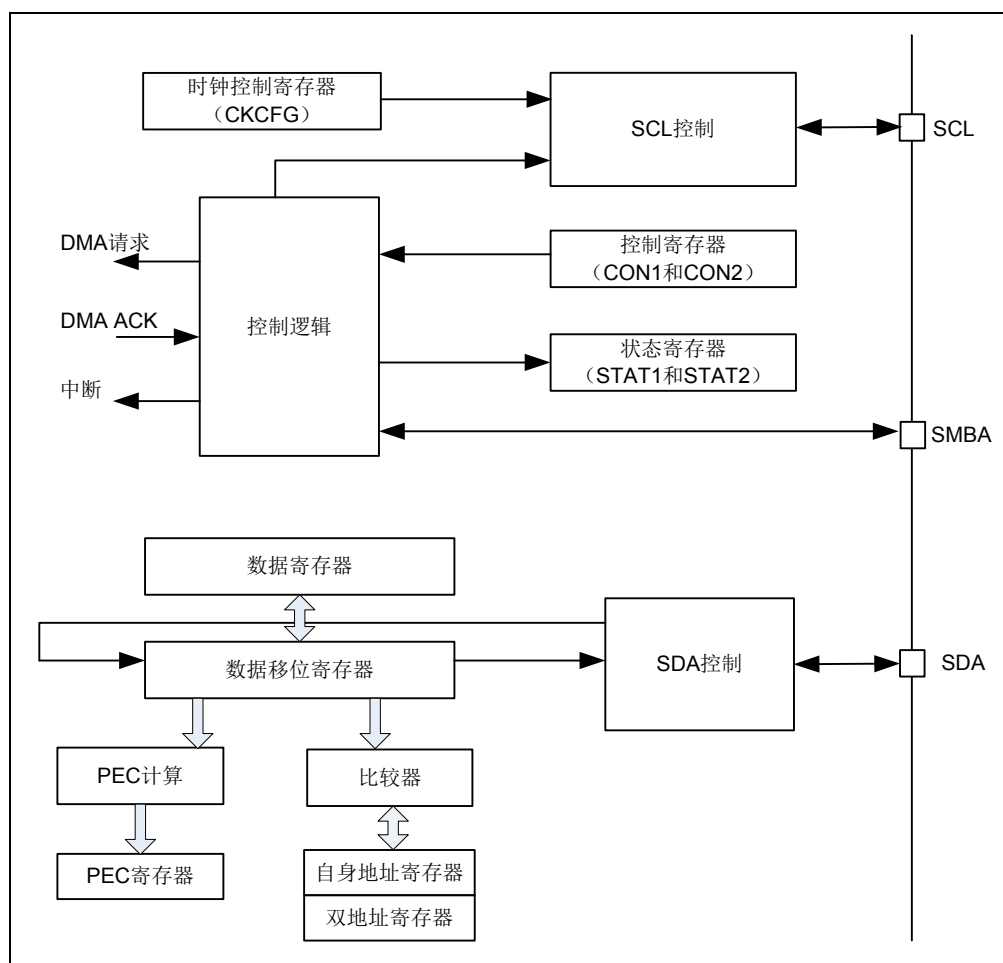 时钟控制寄存器
（CKCFG）
SCL控制
SCL
DMA请求
控制寄存器
（CON1和CON2）
DMA ACK
控制逻辑
状态寄存器
（STAT1和STAT2）
中断
SMBA
数据寄存器
数据移位寄存器
SDA控制
SDA
PEC计算
比较器
PEC寄存器
自身地址寄存器
双地址寄存器